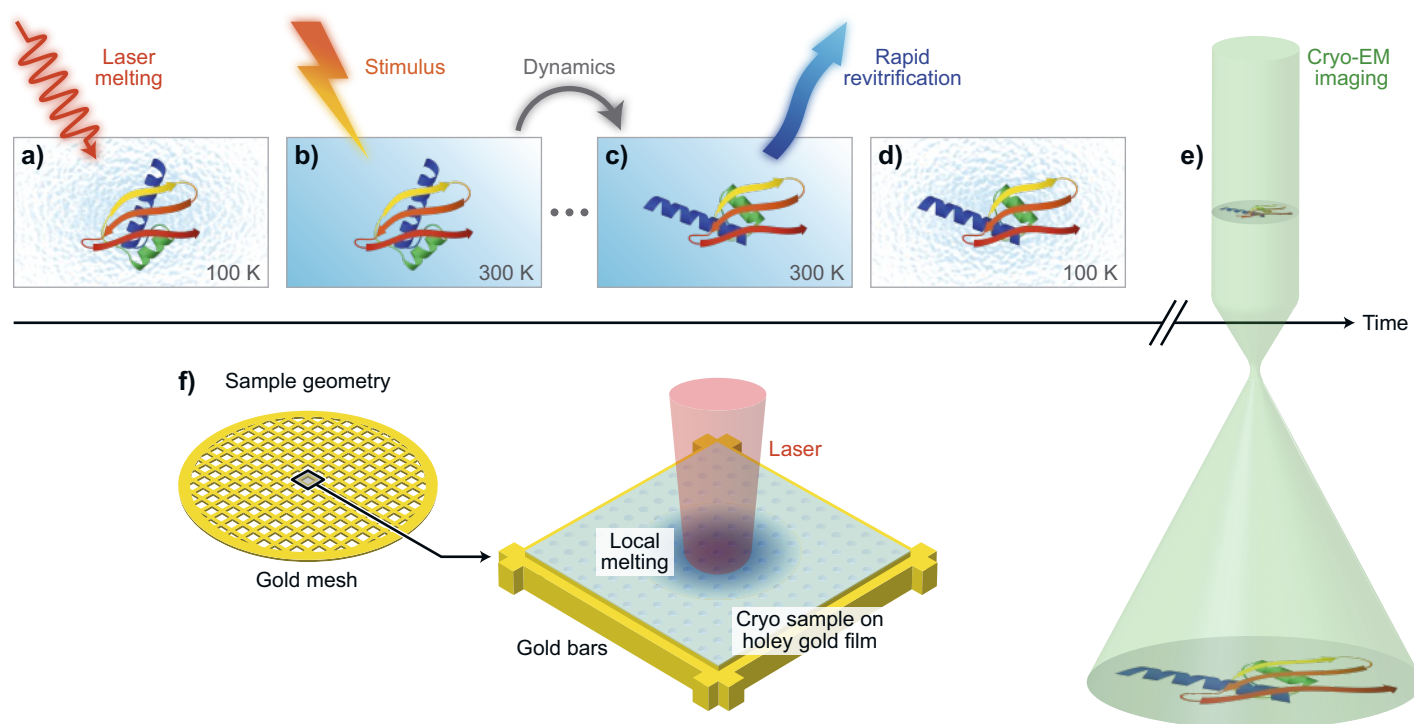 Laser
melting
Stimulus
Dynamics
Rapid
revitrification
Cryo-EM
imaging
a)
100 K
b)
300 K
c)
300 K
d)
100 K
e)
Time
f)
Sample geometry
Gold mesh
Laser
Local
melting
Cryo sample on
holey gold film
Gold bars